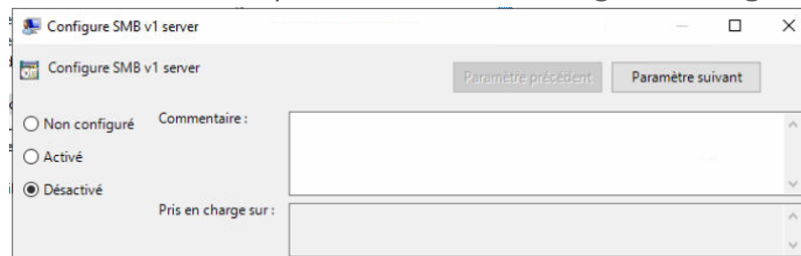 Configure SMB v1 server
Configure SMB v1 server
Paramètre précédent
Paramètre suivant
Non configuré
Commentaire :
Activé
Désactivé
Pris en charge sur :